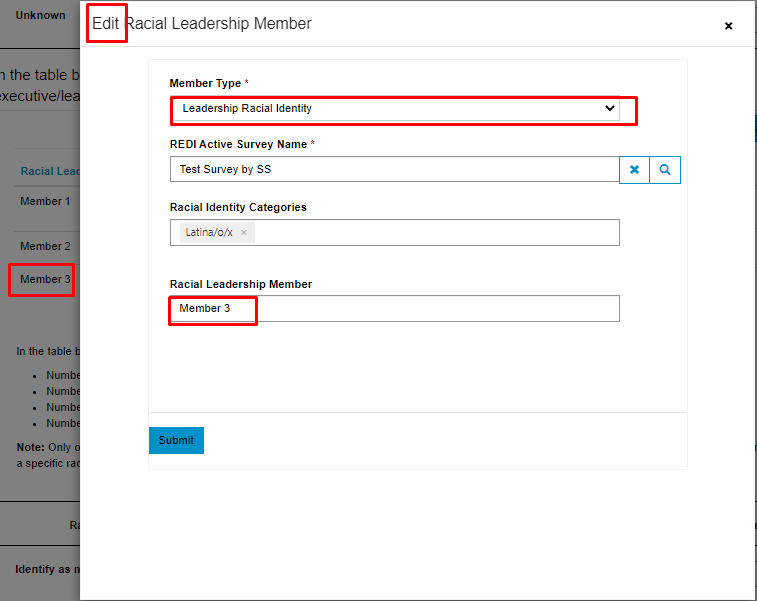 Unknown
Edit Racial Leadership Member
×
n the table b
executive/lea
Member Type *
Leadership Racial Identity
REDI Active Survey Name *
Racial Lead
Test Survey by SS
Member 1
Racial Identity Categories
Latina/o/x ×
Member 2
Member 3
Racial Leadership Member
Member 3
In the table b
Numbe
Numbe
Numbe
Numbe
Note: Only o
a specific rac
Submit
Ra
Identify as m